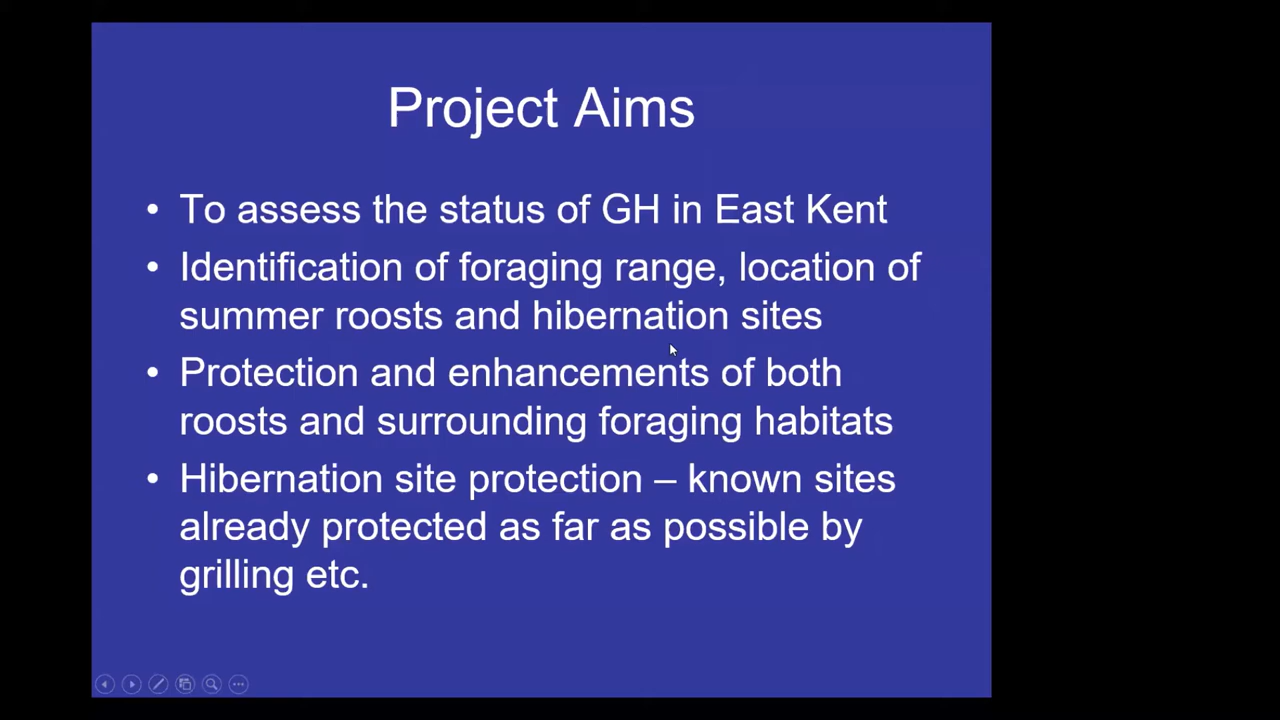 Project Aims
• To assess the status of GH in East Kent
• Identification of foraging range, location of
summer roosts and hibernation sites
• Protection and enhancements of both
roosts and surrounding foraging habitats
• Hibernation site protection – known sites
already protected as far as possible by
grilling etc.